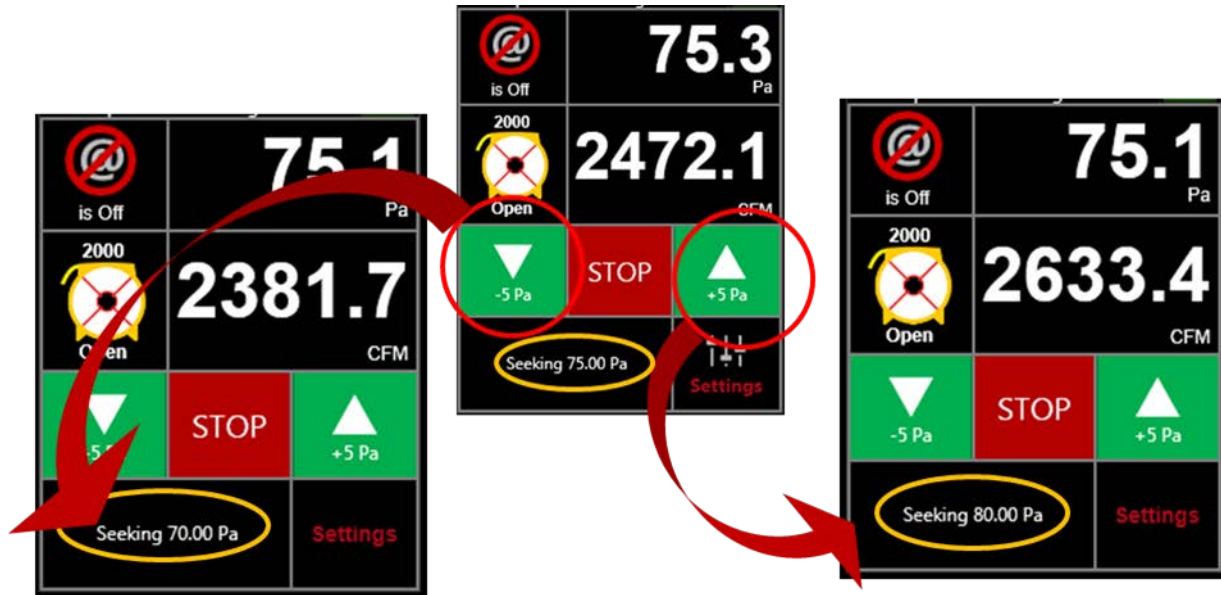 is Off
75.1
Pa
2000
Open
2381.7
CFM
-5 Pa
STOP
+5 Pa
Seeking 70.00 Pa
Settings
is Off
75.3
Pa
2000
Open
2472.1
CFM
-5 Pa
STOP
+5 Pa
Seeking 75.00 Pa
Settings
is Off
75.1
Pa
2000
Open
2633.4
CFM
-5 Pa
STOP
+5 Pa
Seeking 80.00 Pa
Settings